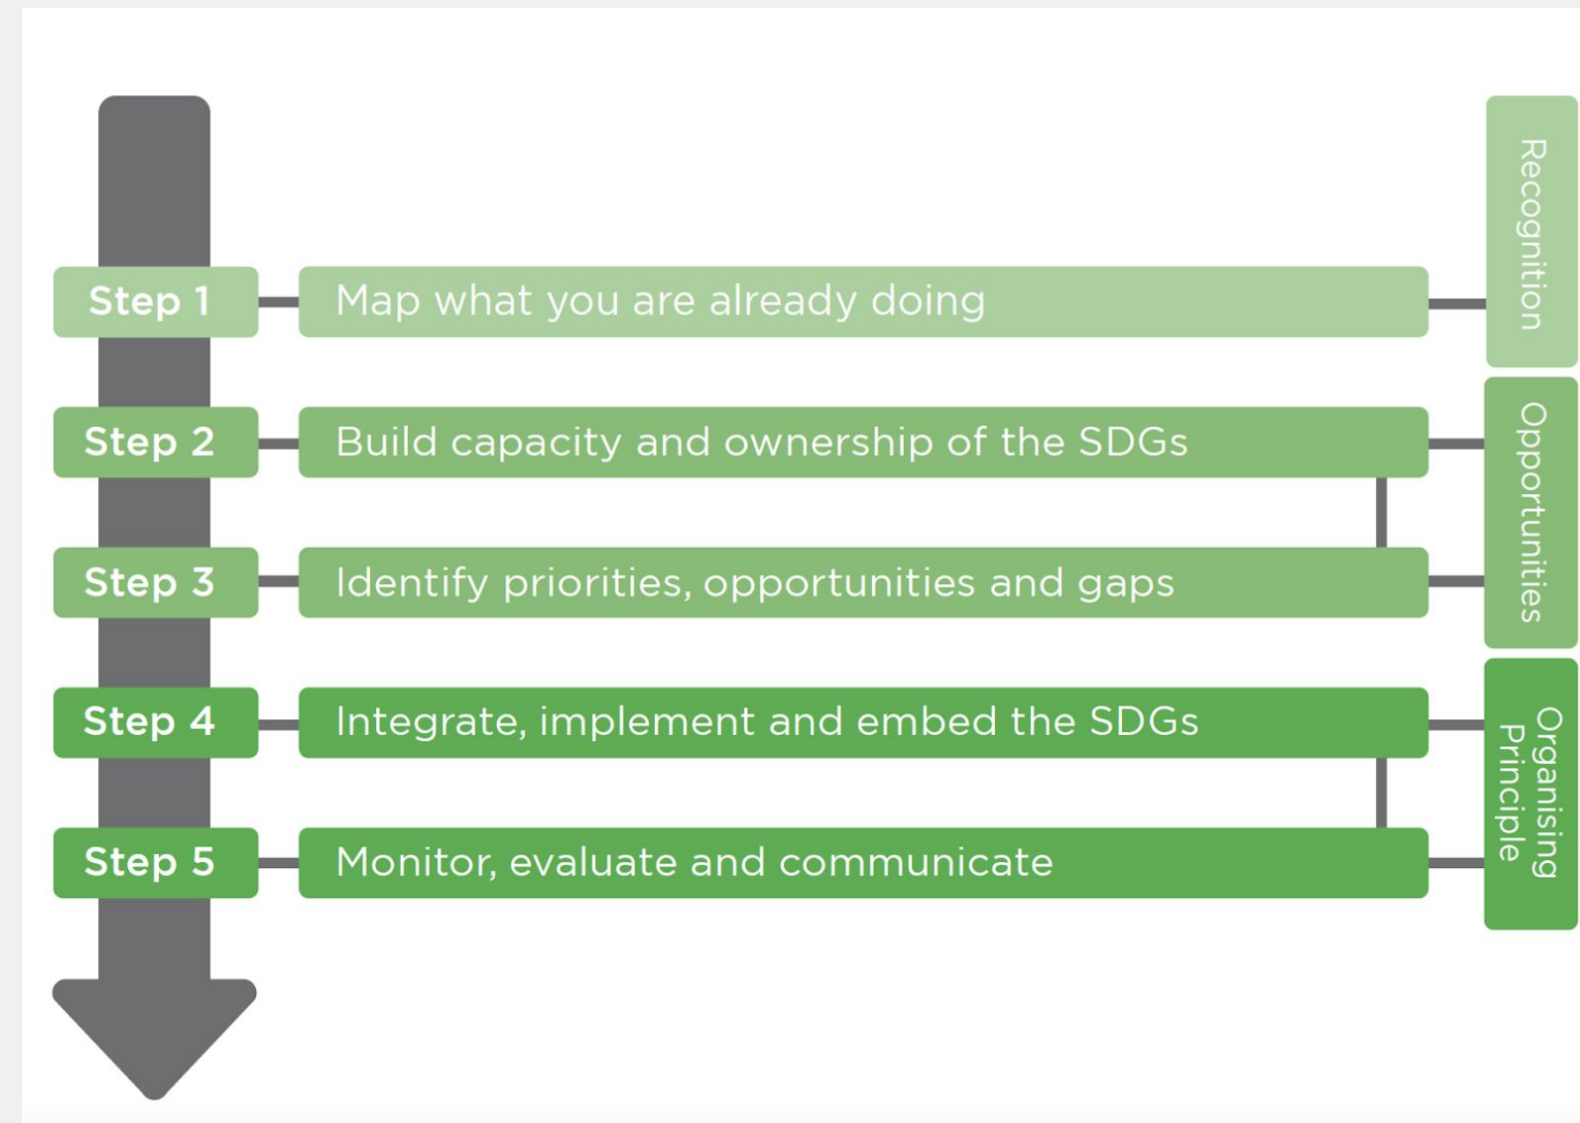 Recognition
Step 1 Map what you are already doing
Step 2 Build capacity and ownership of the SDGs
Opportunities
Step 3 Identify priorities, opportunities and gaps
Step 4 Integrate, implement and embed the SDGs
Organising
Principle
Step 5 Monitor, evaluate and communicate